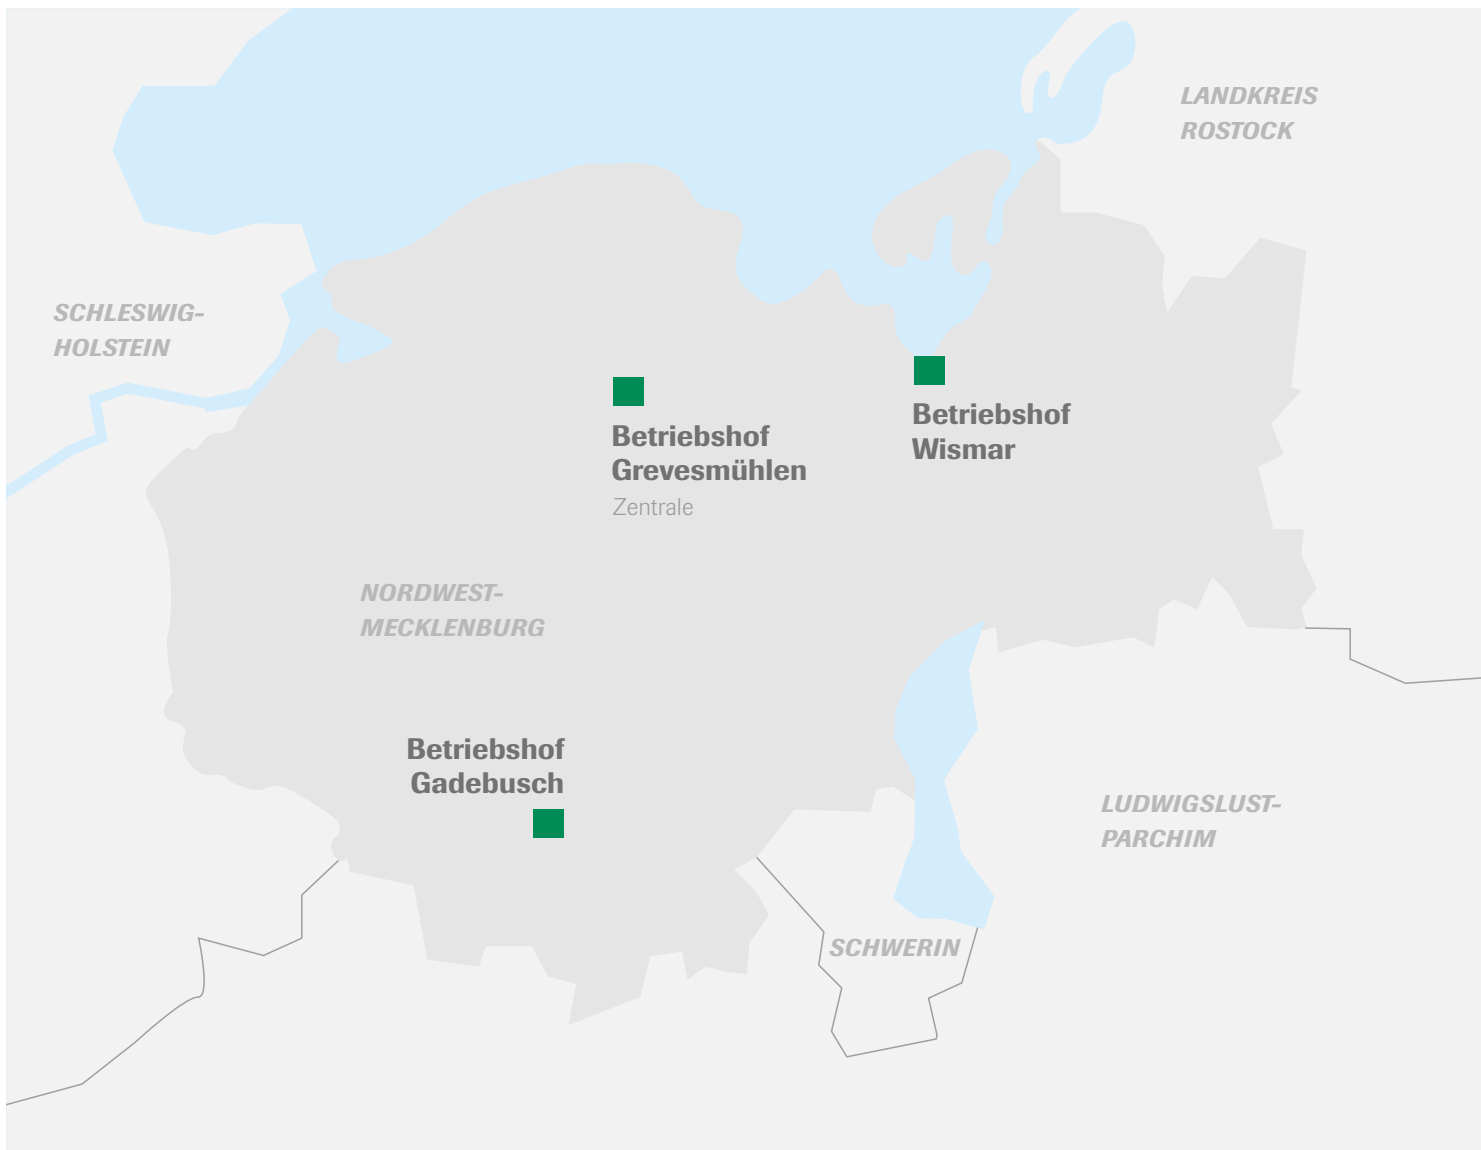 LANDKREIS
ROSTOCK
SCHLESWIG-
HOLSTEIN
Betriebshof
Wismar
Betriebshof
Grevesmühlen
Zentrale
NORDWEST-
MECKLENBURG
Betriebshof
Gadebusch
LUDWIGSLUST-
PARCHIM
SCHWERIN